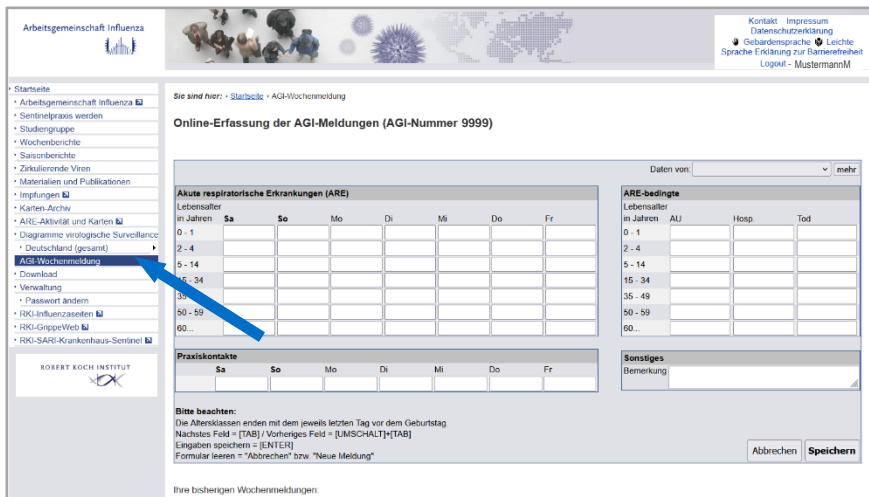 Arbeitsgemeinschaft Influenza
Kontakt Impressum
Datenschutzerklärung
Gebärdensprache Leichte
Sprache Erklärung zur Barrierefreiheit
Logout - MustermannM
Startseite
Arbeitsgemeinschaft Influenza
Sentinelpraxis werden
Studiengruppe
Wochenberichte
Saisonberichte
Zirkulierende Viren
Materialien und Publikationen
Impfungen
Karten-Archiv
ARE-Aktivität und Karten
Diagramme virologische Surveillance
Deutschland (gesamt)
AGI-Wochenmeldung
Download
Verwaltung
Passwort ändern
RKI-Influenzaseiten
RKI-GrippeWeb
RKI-SARI-Krankenhaus-Sentinel
ROBERT KOCH INSTITUT
Sie sind hier: Startseite AGI-Wochenmeldung
Online-Erfassung der AGI-Meldungen (AGI-Nummer 9999)
Daten von: mehr
Akute respiratorische Erkrankungen (ARE)
Lebensalter
in Jahren Sa So Mo Di Mi Do Fr
0 - 1
2 - 4
5 - 14
15 - 34
35
50 - 59
60...
ARE-bedingte
Lebensalter
in Jahren AU Hosp. Tod
0 - 1
2 - 4
5 - 14
15 - 34
35 - 49
50 - 59
60...
Praxiskontakte
Sa So Mo Di Mi Do Fr
Sonstiges
Bemerkung
Bitte beachten:
Die Altersklassen enden mit dem jeweils letzten Tag vor dem Geburtstag.
Nächstes Feld = [TAB] / Vorheriges Feld = [UMSCHALT]+[TAB]
Eingaben speichern = [ENTER]
Formular leeren = "Abbrechen" bzw. "Neue Meldung"
Abbrechen Speichern
Ihre bisherigen Wochenmeldungen: